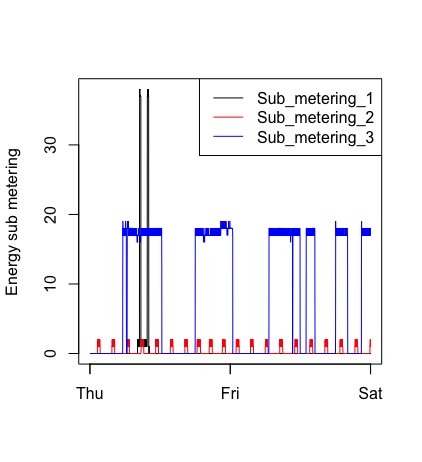 Sub_metering_1
Sub_metering_2
Sub_metering_3
Energy sub metering
30
20
10
0
Thu Fri Sat